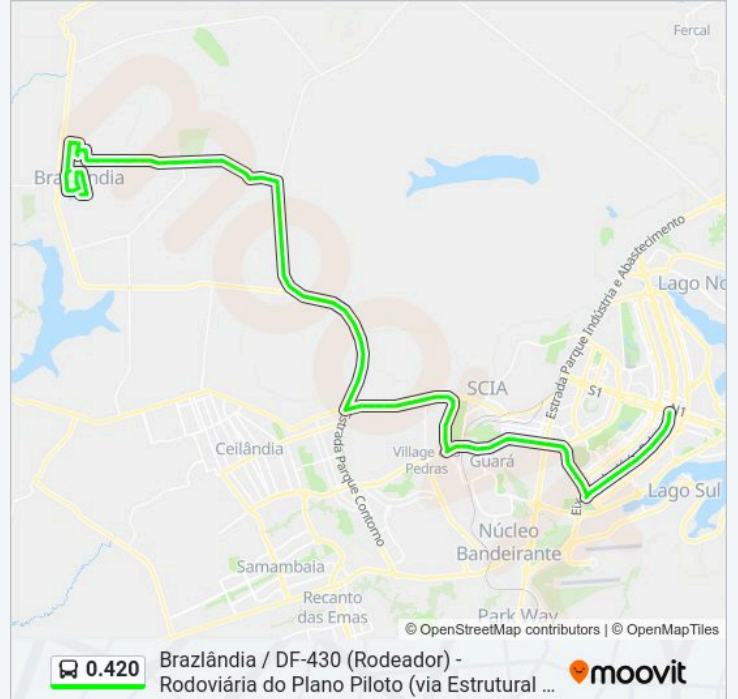 Fercal
Brazlândia
Estrada Parque Indústria e Abastecimento
Lago No
SCIA
S1
N1
Ceilândia
Estrada Parque Contorno
Village
Pedras
Guará
Lago Sul
Núcleo
Bandeirante
Samambaia
Recanto
das Emas
Park Way
© OpenStreetMap contributors | © OpenMapTiles
0.420
Brazlândia / DF-430 (Rodeador) -
Rodoviária do Plano Piloto (via Estrutural ...
moovit